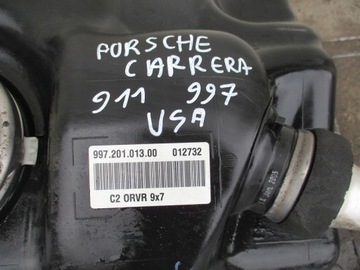 PORSCHE
CARRERA
911 997
USA
997.201.013.00 012732
C2 ORVR 9x7